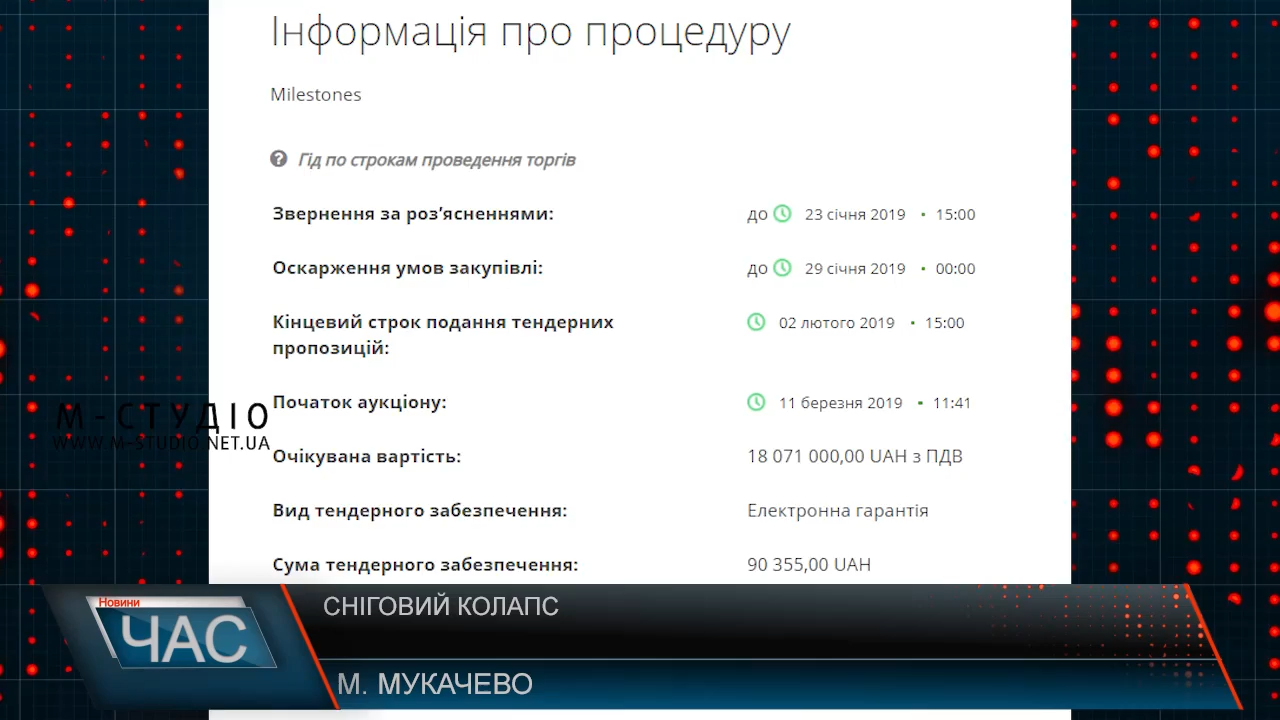 Інформація про процедуру
Milestones
Гід по строкам проведення торгів
Звернення за роз’ясненнями: до 23 січня 2019 • 15:00
Оскарження умов закупівлі: до 29 січня 2019 • 00:00
Кінцевий строк подання тендерних 02 лютого 2019 • 15:00
пропозицій:
Початок аукціону: 11 березня 2019 • 11:41
М-СТУДІО
WWW.M-STUDIO.NET.UA
Очікувана вартість: 18 071 000,00 UAH з ПДВ
Вид тендерного забезпечення: Електронна гарантія
Сума тендерного забезпечення: 90 355,00 UAH
Новини
ЧАС
СНІГОВИЙ КОЛАПС
М. МУКАЧЕВО